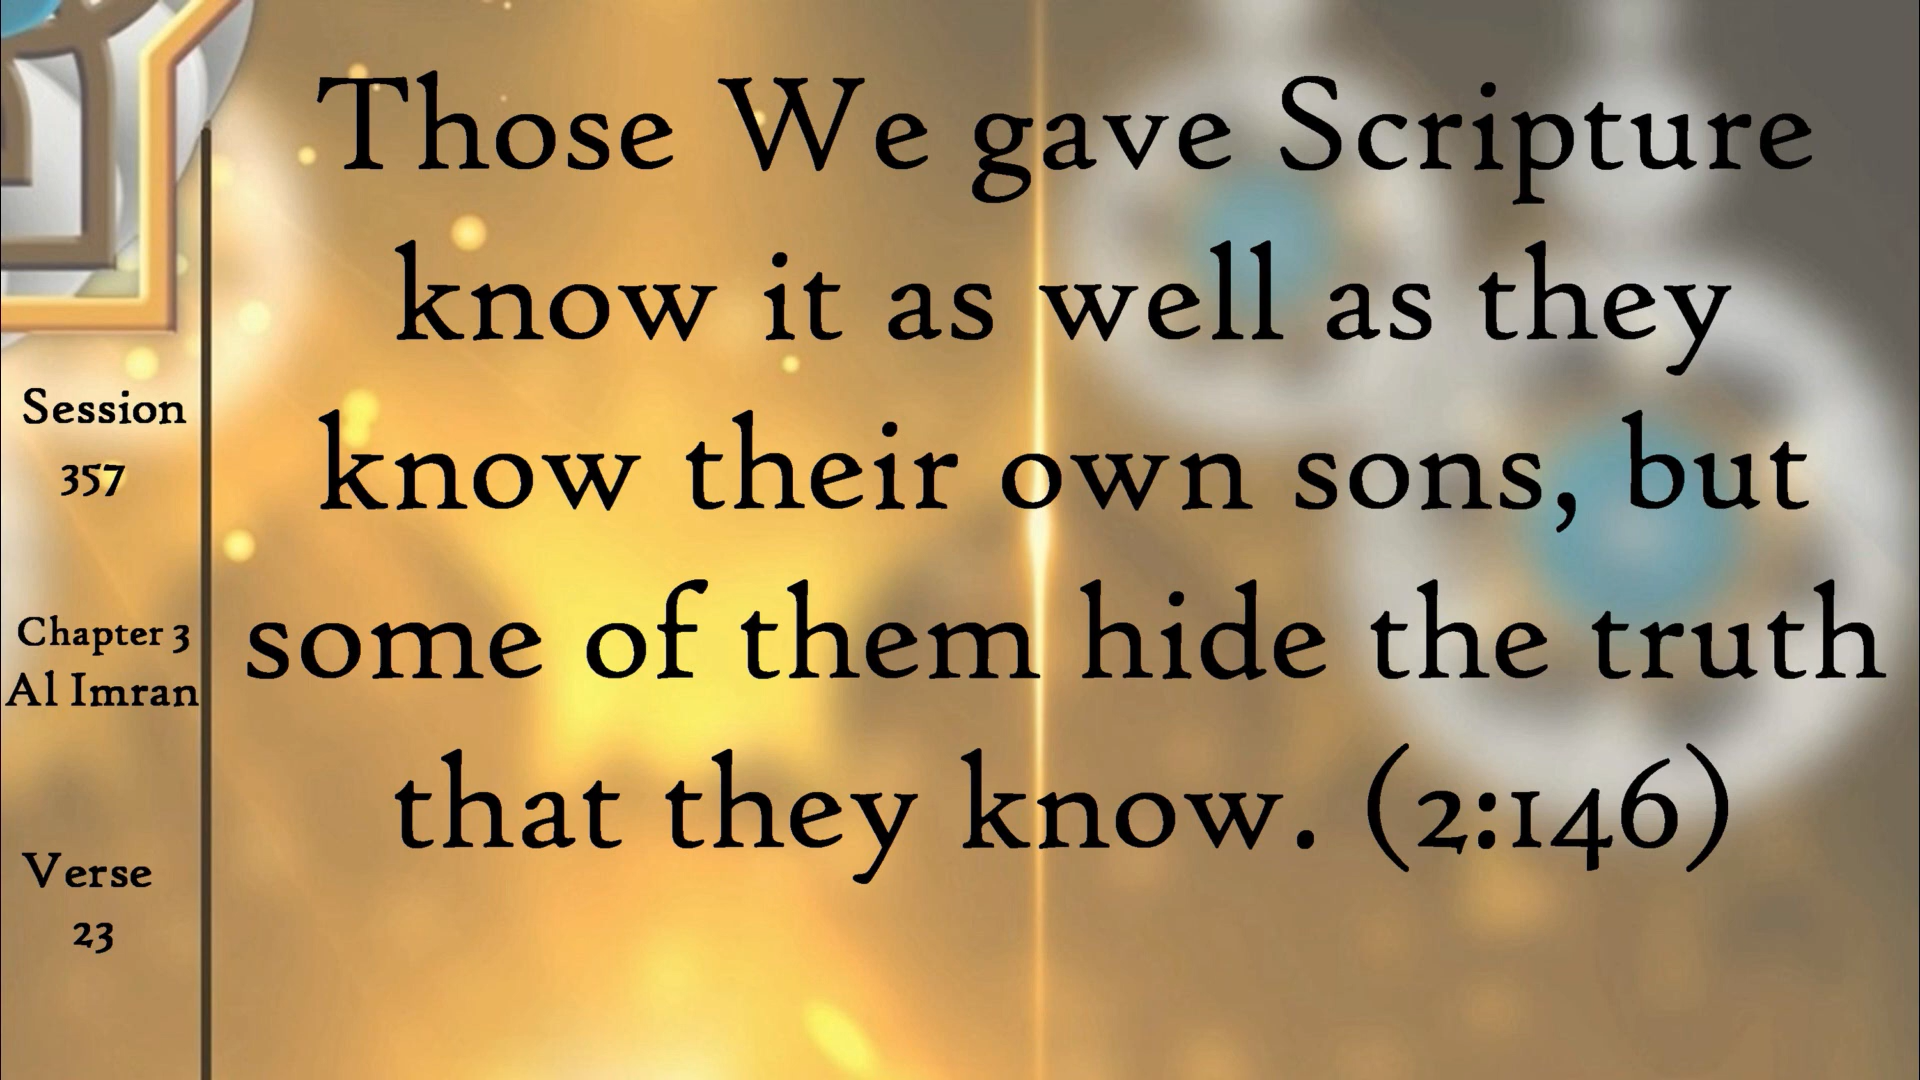 Session
357
Chapter 3
Al Imran
Verse
23
Those We gave Scripture
know it as well as they
know their own sons, but
some of them hide the truth
that they know. (2:146)